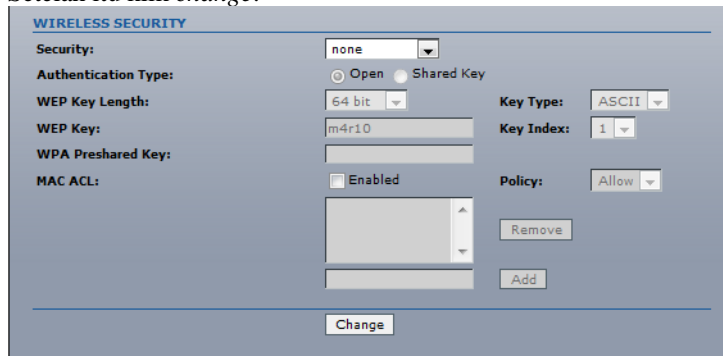 Setelah itu klik change.
WIRELESS SECURITY
Security: none
Authentication Type: Open Shared Key
WEP Key Length: 64 bit Key Type: ASCII
WEP Key: m4r10 Key Index: 1
WPA Preshared Key:
MAC ACL: Enabled Policy: Allow
Remove
Add
Change